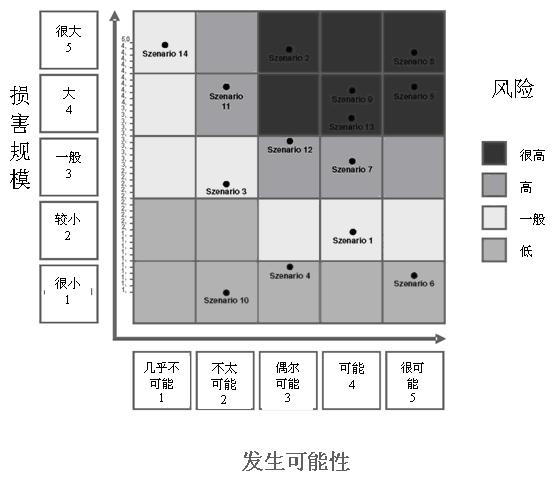 损害规模
很大
5
大
4
一般
3
较小
2
很小
1
5,0
Szenario 14
Szenario 2
Szenario 8
Szenario
11
Szenario 9
Szenario 13
Szenario 12
Szenario 7
Szenario 3
Szenario 1
Szenario 4
Szenario 10
Szenario 6
风险
很高
高
一般
低
几乎不
可能
1
不太
可能
2
偶尔
可能
3
可能
4
很可
能
5
发生可能性